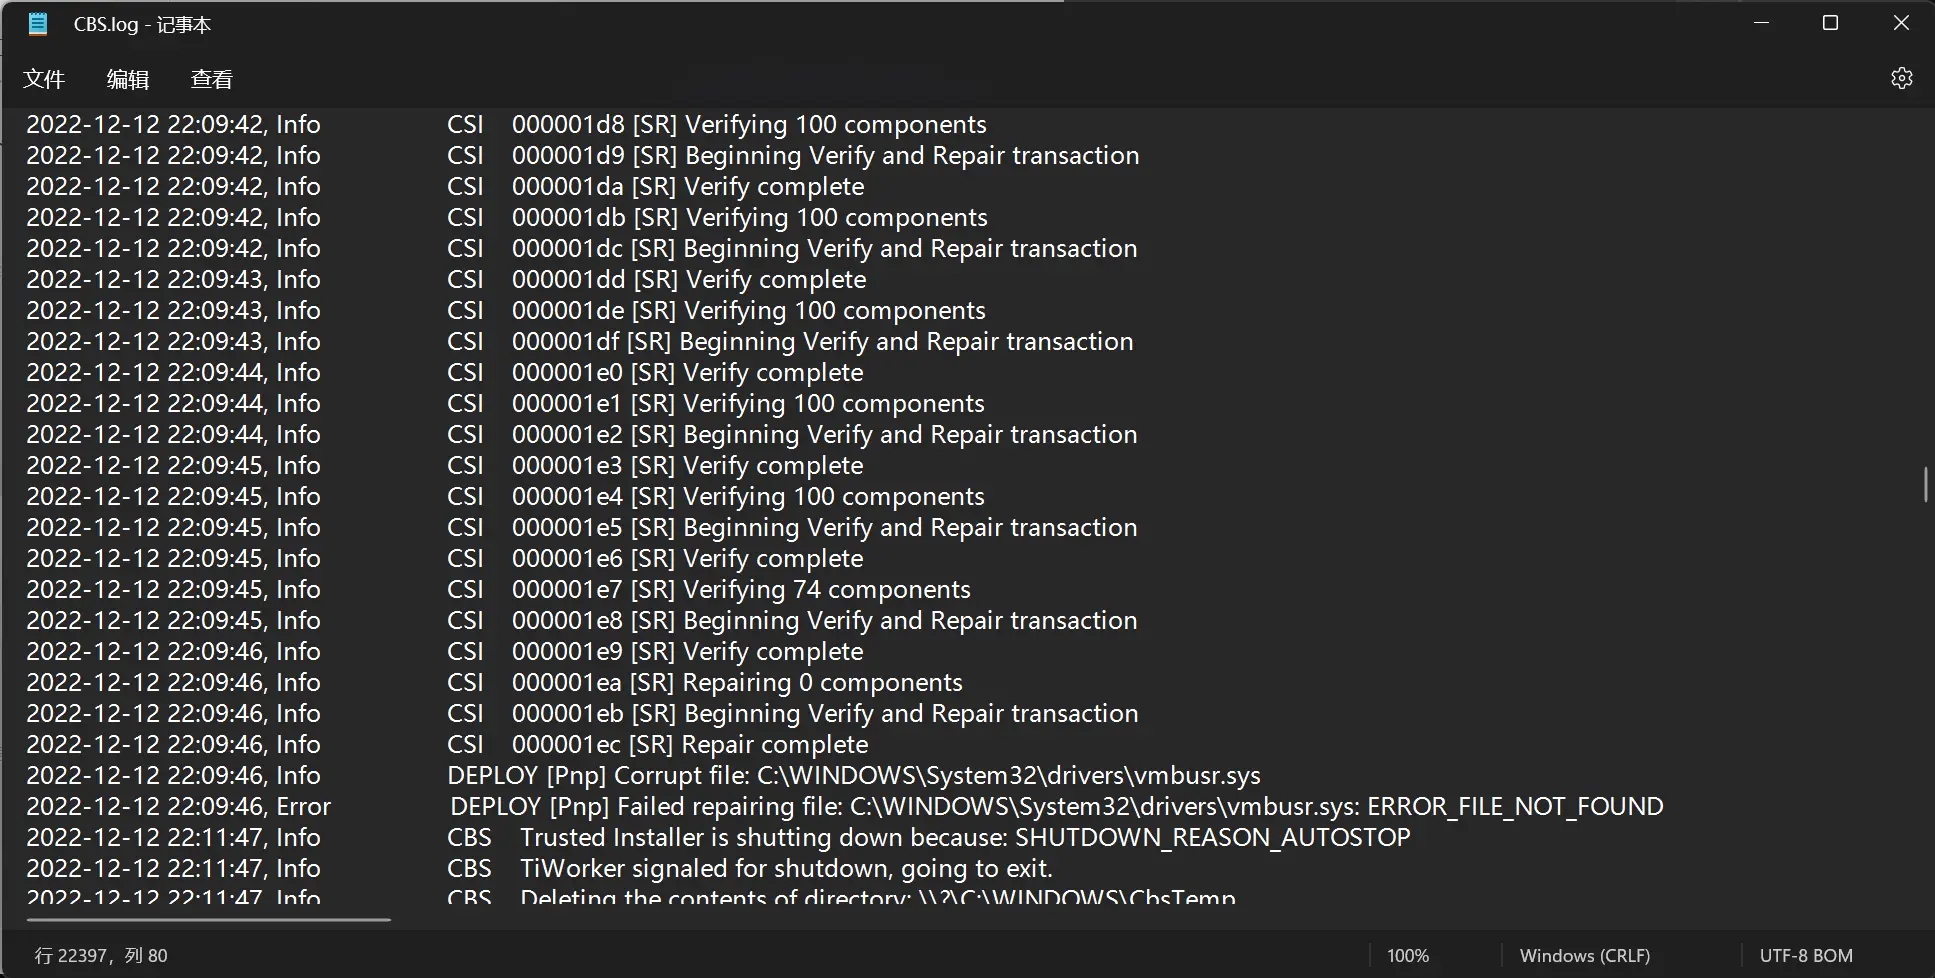 CBS.log - 记事本
文件 编辑 查看
2022-12-12 22:09:42, Info CSI 000001d8 [SR] Verifying 100 components
2022-12-12 22:09:42, Info CSI 000001d9 [SR] Beginning Verify and Repair transaction
2022-12-12 22:09:42, Info CSI 000001da [SR] Verify complete
2022-12-12 22:09:42, Info CSI 000001db [SR] Verifying 100 components
2022-12-12 22:09:42, Info CSI 000001dc [SR] Beginning Verify and Repair transaction
2022-12-12 22:09:43, Info CSI 000001dd [SR] Verify complete
2022-12-12 22:09:43, Info CSI 000001de [SR] Verifying 100 components
2022-12-12 22:09:43, Info CSI 000001df [SR] Beginning Verify and Repair transaction
2022-12-12 22:09:44, Info CSI 000001e0 [SR] Verify complete
2022-12-12 22:09:44, Info CSI 000001e1 [SR] Verifying 100 components
2022-12-12 22:09:44, Info CSI 000001e2 [SR] Beginning Verify and Repair transaction
2022-12-12 22:09:45, Info CSI 000001e3 [SR] Verify complete
2022-12-12 22:09:45, Info CSI 000001e4 [SR] Verifying 100 components
2022-12-12 22:09:45, Info CSI 000001e5 [SR] Beginning Verify and Repair transaction
2022-12-12 22:09:45, Info CSI 000001e6 [SR] Verify complete
2022-12-12 22:09:45, Info CSI 000001e7 [SR] Verifying 74 components
2022-12-12 22:09:45, Info CSI 000001e8 [SR] Beginning Verify and Repair transaction
2022-12-12 22:09:46, Info CSI 000001e9 [SR] Verify complete
2022-12-12 22:09:46, Info CSI 000001ea [SR] Repairing 0 components
2022-12-12 22:09:46, Info CSI 000001eb [SR] Beginning Verify and Repair transaction
2022-12-12 22:09:46, Info CSI 000001ec [SR] Repair complete
2022-12-12 22:09:46, Info DEPLOY [Pnp] Corrupt file: C:\WINDOWS\System32\drivers\vmbusr.sys
2022-12-12 22:09:46, Error DEPLOY [Pnp] Failed repairing file: C:\WINDOWS\System32\drivers\vmbusr.sys: ERROR_FILE_NOT_FOUND
2022-12-12 22:11:47, Info CBS Trusted Installer is shutting down because: SHUTDOWN_REASON_AUTOSTOP
2022-12-12 22:11:47, Info CBS TiWorker signaled for shutdown, going to exit.
2022-12-12 22:11:47, Info CBS Deleting the contents of directory: \\?\C:\WINDOWS\CbsTemp
行 22397，列 80 100% Windows (CRLF) UTF-8 BOM